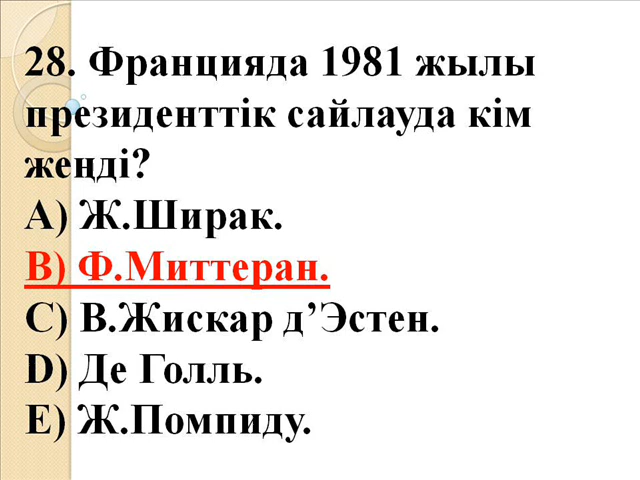 28. Францияда 1981 жылы
президенттік сайлауда кім
жеңді?
A) Ж.Ширак.
B) Ф.Миттеран.
C) В.Жискар д’Эстен.
D) Де Голль.
E) Ж.Помпиду.